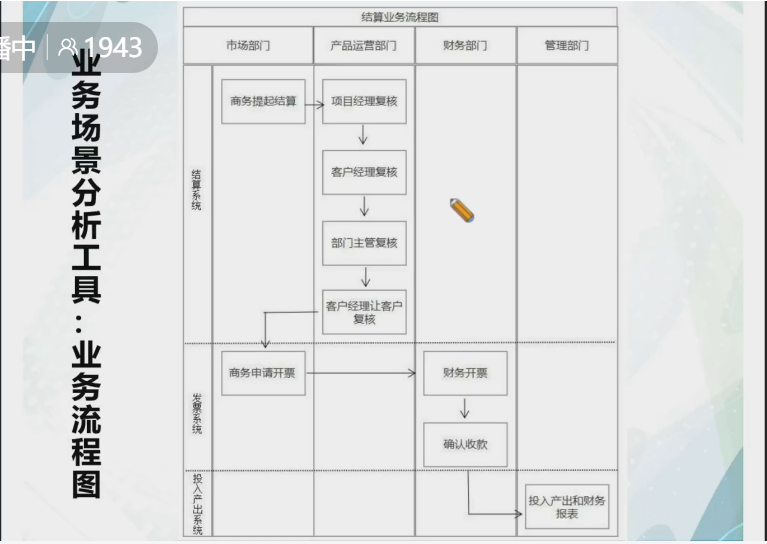 播中 1943
业务场景分析工具：业务流程图
结算业务流程图
市场部门
产品运营部门
财务部门
管理部门
结算系统
商务提起结算
项目经理复核
客户经理复核
部门主管复核
客户经理让客户
复核
发票系统
商务申请开票
财务开票
确认收款
投入产出系统
投入产出和财务
报表